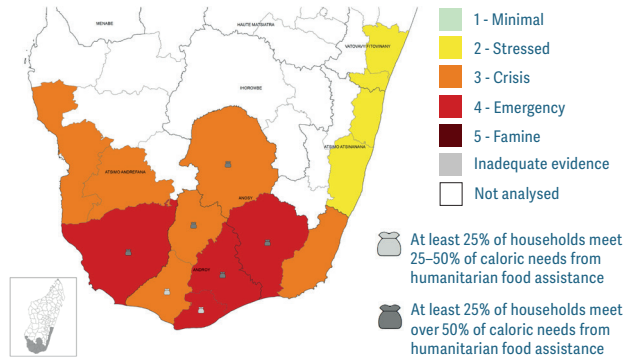 MENABE
HAUTE MATSIATRA
VATOVAVY FITOVINANY
IHOROMBE
ATSIMO ATSINANANA
ATSIMO ANDREFANA
ANOSY
ANDROY
1 - Minimal
2 - Stressed
3 - Crisis
4 - Emergency
5 - Famine
Inadequate evidence
Not analysed
At least 25% of households meet
25–50% of caloric needs from
humanitarian food assistance
At least 25% of households meet
over 50% of caloric needs from
humanitarian food assistance